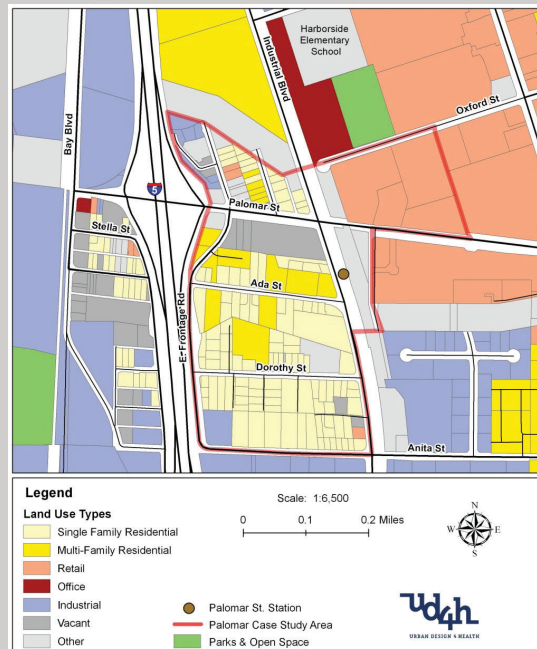 Harborside
Elementary
School
Industrial Blvd
Oxford St
Bay Blvd
5
Palomar St
Stella St
Ada St
E. Frontage Rd
Dorothy St
Anita St
Legend
Land Use Types
Single Family Residential
Multi-Family Residential
Retail
Office
Industrial
Vacant
Other
Scale: 1:6,500
0 0.1 0.2 Miles
N
W E
S
Palomar St. Station
Palomar Case Study Area
Parks & Open Space
ud4h
URBAN DESIGN 4 HEALTH